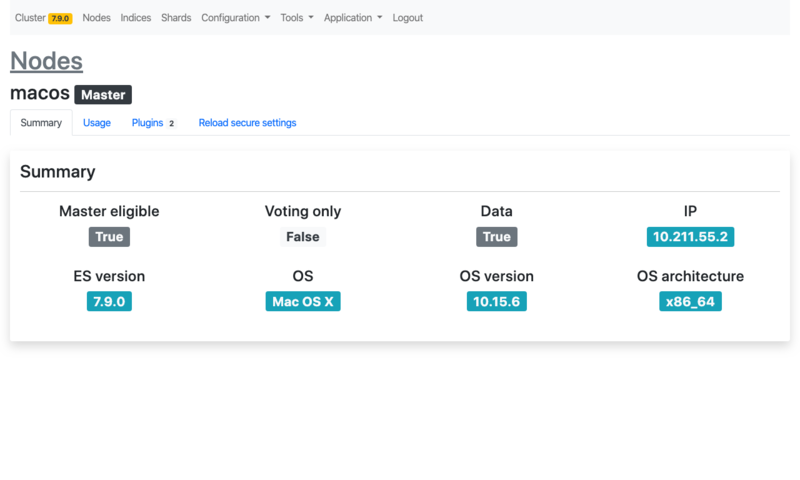 Cluster 7.9.0 Nodes Indices Shards Configuration Tools Application Logout
Nodes
macos Master
Summary Usage Plugins 2 Reload secure settings
Summary
Master eligible Voting only Data IP
True False True 10.211.55.2
ES version OS OS version OS architecture
7.9.0 Mac OS X 10.15.6 x86_64